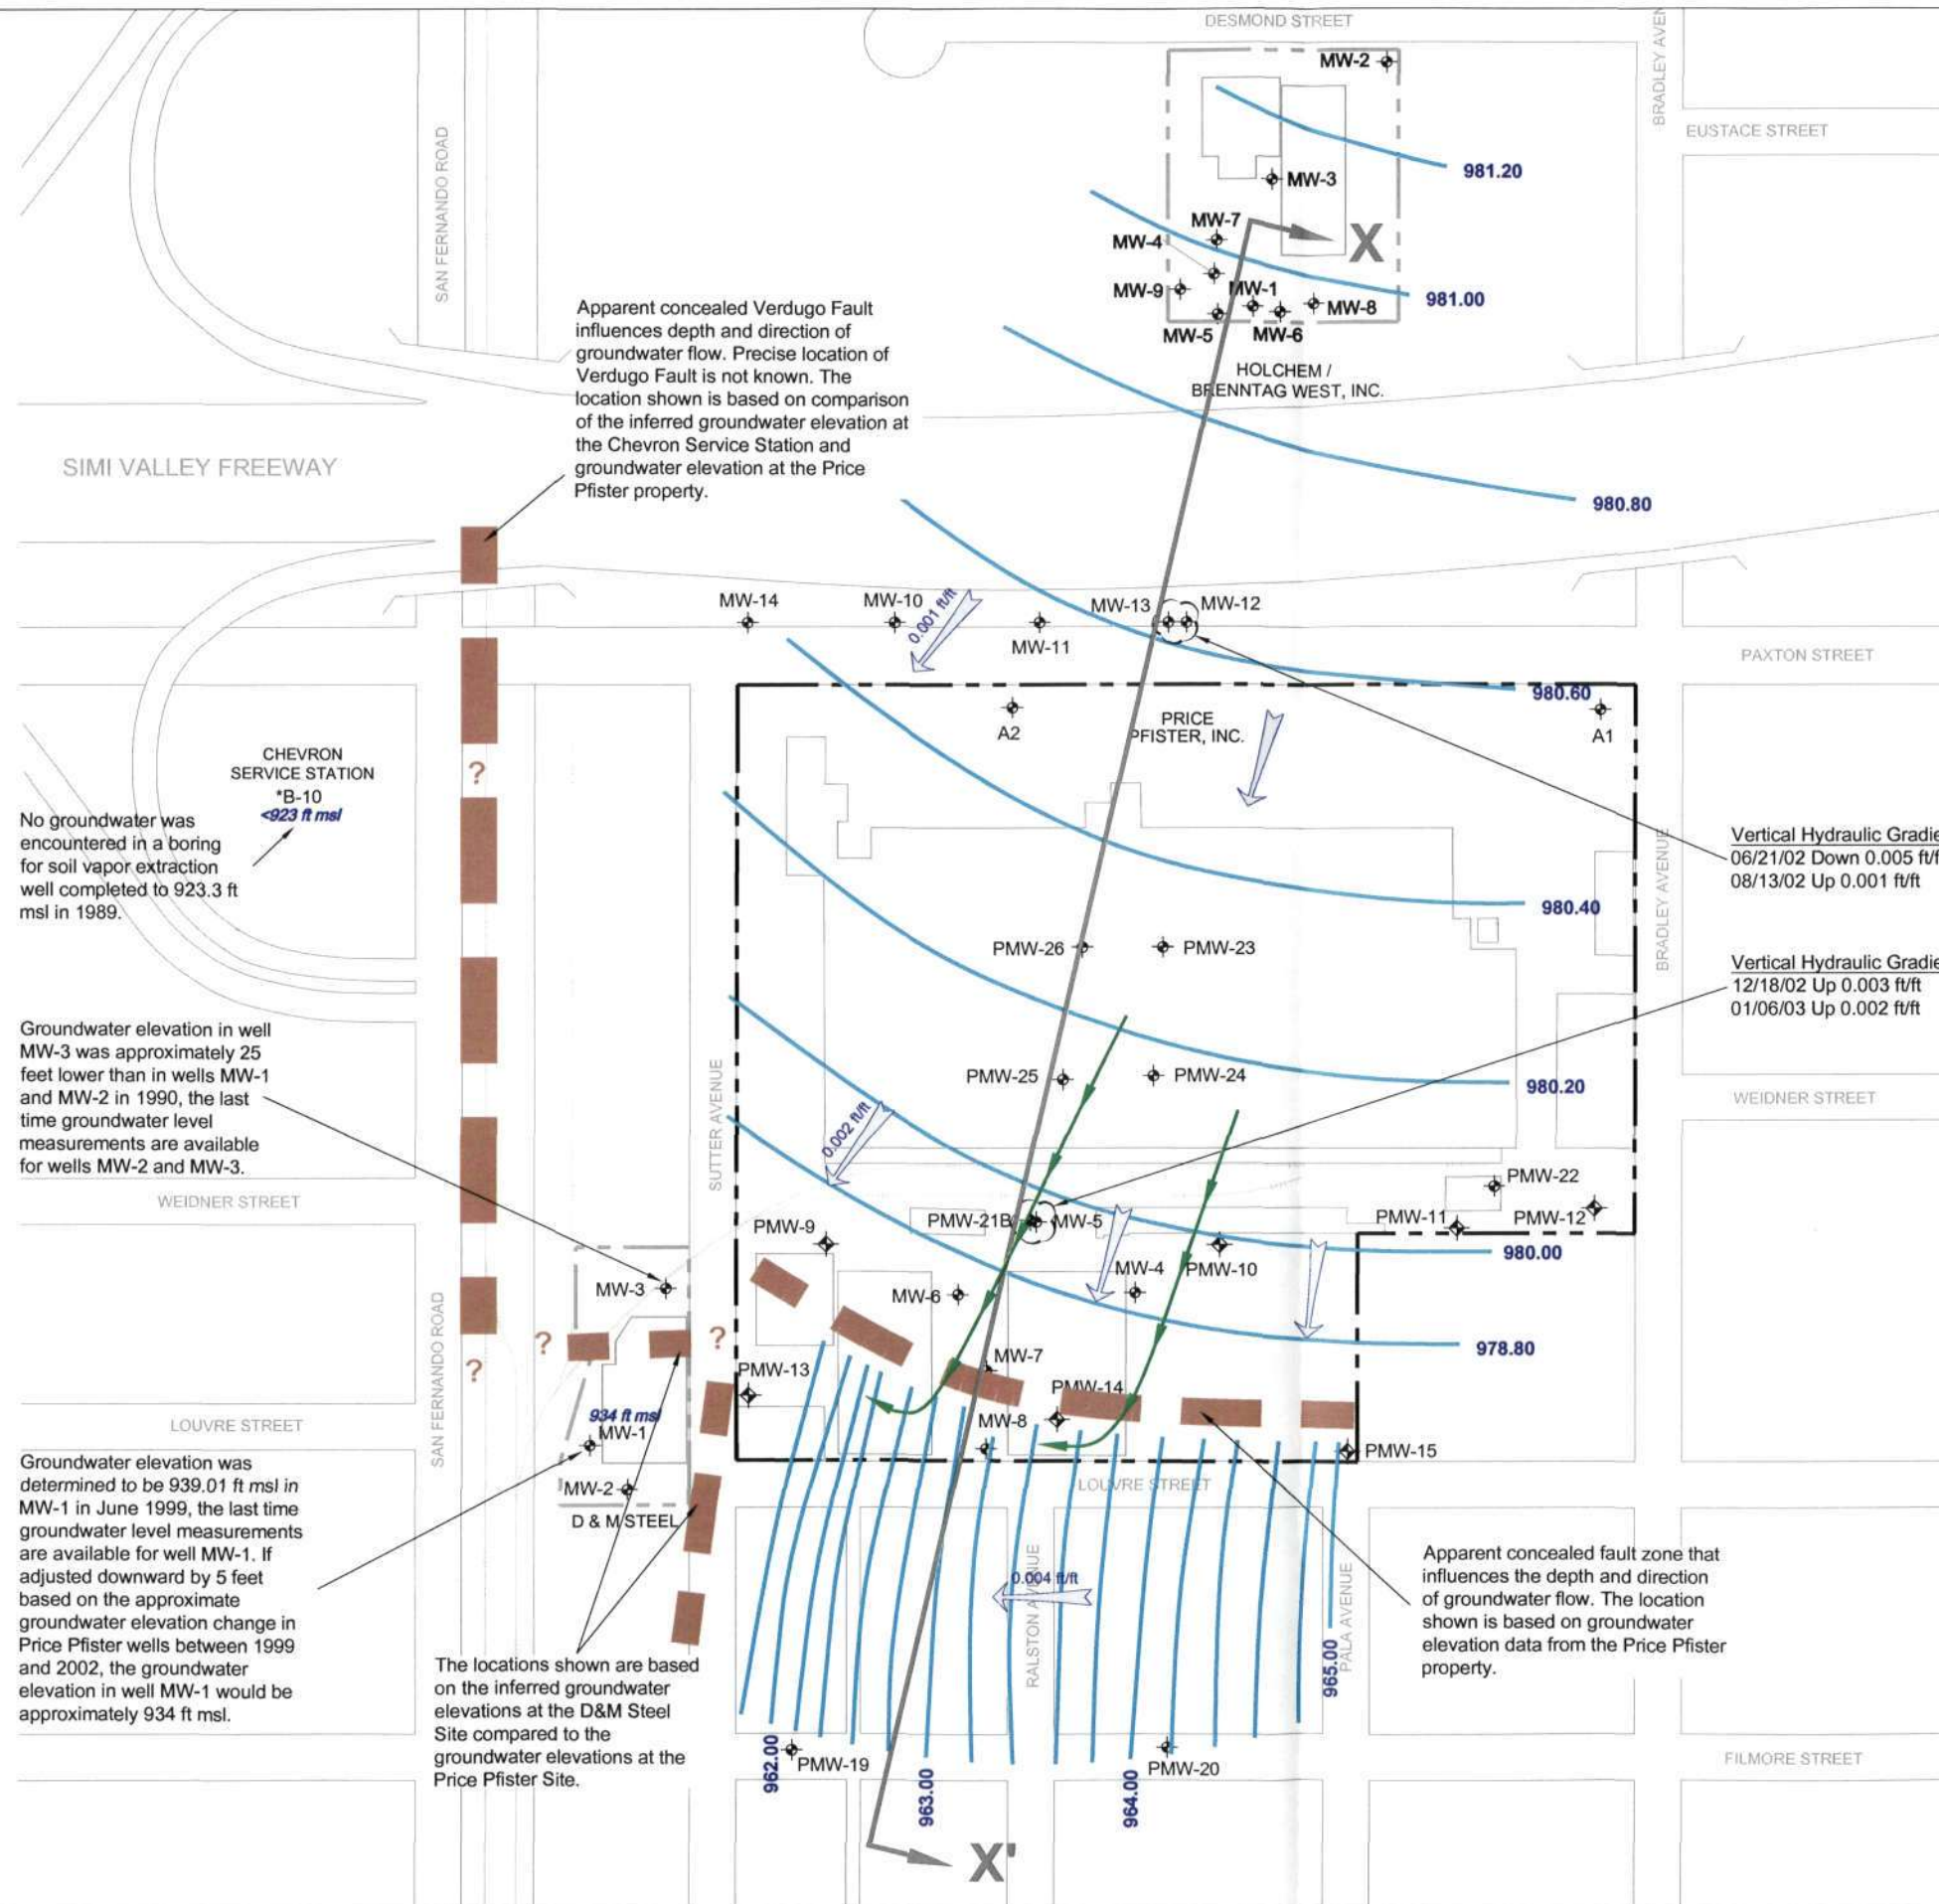 DESMOND STREET
BRADLEY AVEN
MW-2
EUSTACE STREET
981.20
SAN FERNANDO ROAD
MW-3
MW-7
MW-4
X
MW-9
MW-1
MW-8
981.00
MW-5
MW-6
HOLCHEM /
BRENNTAG WEST, INC.
Apparent concealed Verdugo Fault
influences depth and direction of
groundwater flow. Precise location of
Verdugo Fault is not known. The
location shown is based on comparison
of the inferred groundwater elevation at
the Chevron Service Station and
groundwater elevation at the Price
Pfister property.
SIMI VALLEY FREEWAY
980.80
MW-14
MW-10
0.001 ft/ft
MW-11
MW-13
MW-12
PAXTON STREET
980.60
A2
PRICE
PFISTER, INC.
A1
CHEVRON
SERVICE STATION
*B-10
<923 ft msl
?
No groundwater was
encountered in a boring
for soil vapor extraction
well completed to 923.3 ft
msl in 1989.
Vertical Hydraulic Gradie
06/21/02 Down 0.005 ft/f
08/13/02 Up 0.001 ft/ft
BRADLEY AVENUE
980.40
PMW-26
PMW-23
Vertical Hydraulic Gradie
12/18/02 Up 0.003 ft/ft
01/06/03 Up 0.002 ft/ft
Groundwater elevation in well
MW-3 was approximately 25
feet lower than in wells MW-1
and MW-2 in 1990, the last
time groundwater level
measurements are available
for wells MW-2 and MW-3.
SUTTER AVENUE
PMW-25
PMW-24
980.20
0.002 ft/ft
WEIDNER STREET
WEIDNER STREET
PMW-22
PMW-9
PMW-21B
MW-5
PMW-11
PMW-12
980.00
MW-3
MW-6
MW-4
PMW-10
SAN FERNANDO ROAD
?
?
?
978.80
PMW-13
MW-7
PMW-14
934 ft msl
MW-1
MW-8
PMW-15
LOUVRE STREET
LOUVRE STREET
MW-2
D & M STEEL
Groundwater elevation was
determined to be 939.01 ft msl in
MW-1 in June 1999, the last time
groundwater level measurements
are available for well MW-1. If
adjusted downward by 5 feet
based on the approximate
groundwater elevation change in
Price Pfister wells between 1999
and 2002, the groundwater
elevation in well MW-1 would be
approximately 934 ft msl.
RALSTON AVENUE
0.004 ft/ft
PALA AVENUE
965.00
Apparent concealed fault zone that
influences the depth and direction
of groundwater flow. The location
shown is based on groundwater
elevation data from the Price Pfister
property.
The locations shown are based
on the inferred groundwater
elevations at the D&M Steel
Site compared to the
groundwater elevations at the
Price Pfister Site.
962.00
PMW-19
963.00
964.00
PMW-20
FILMORE STREET
X'